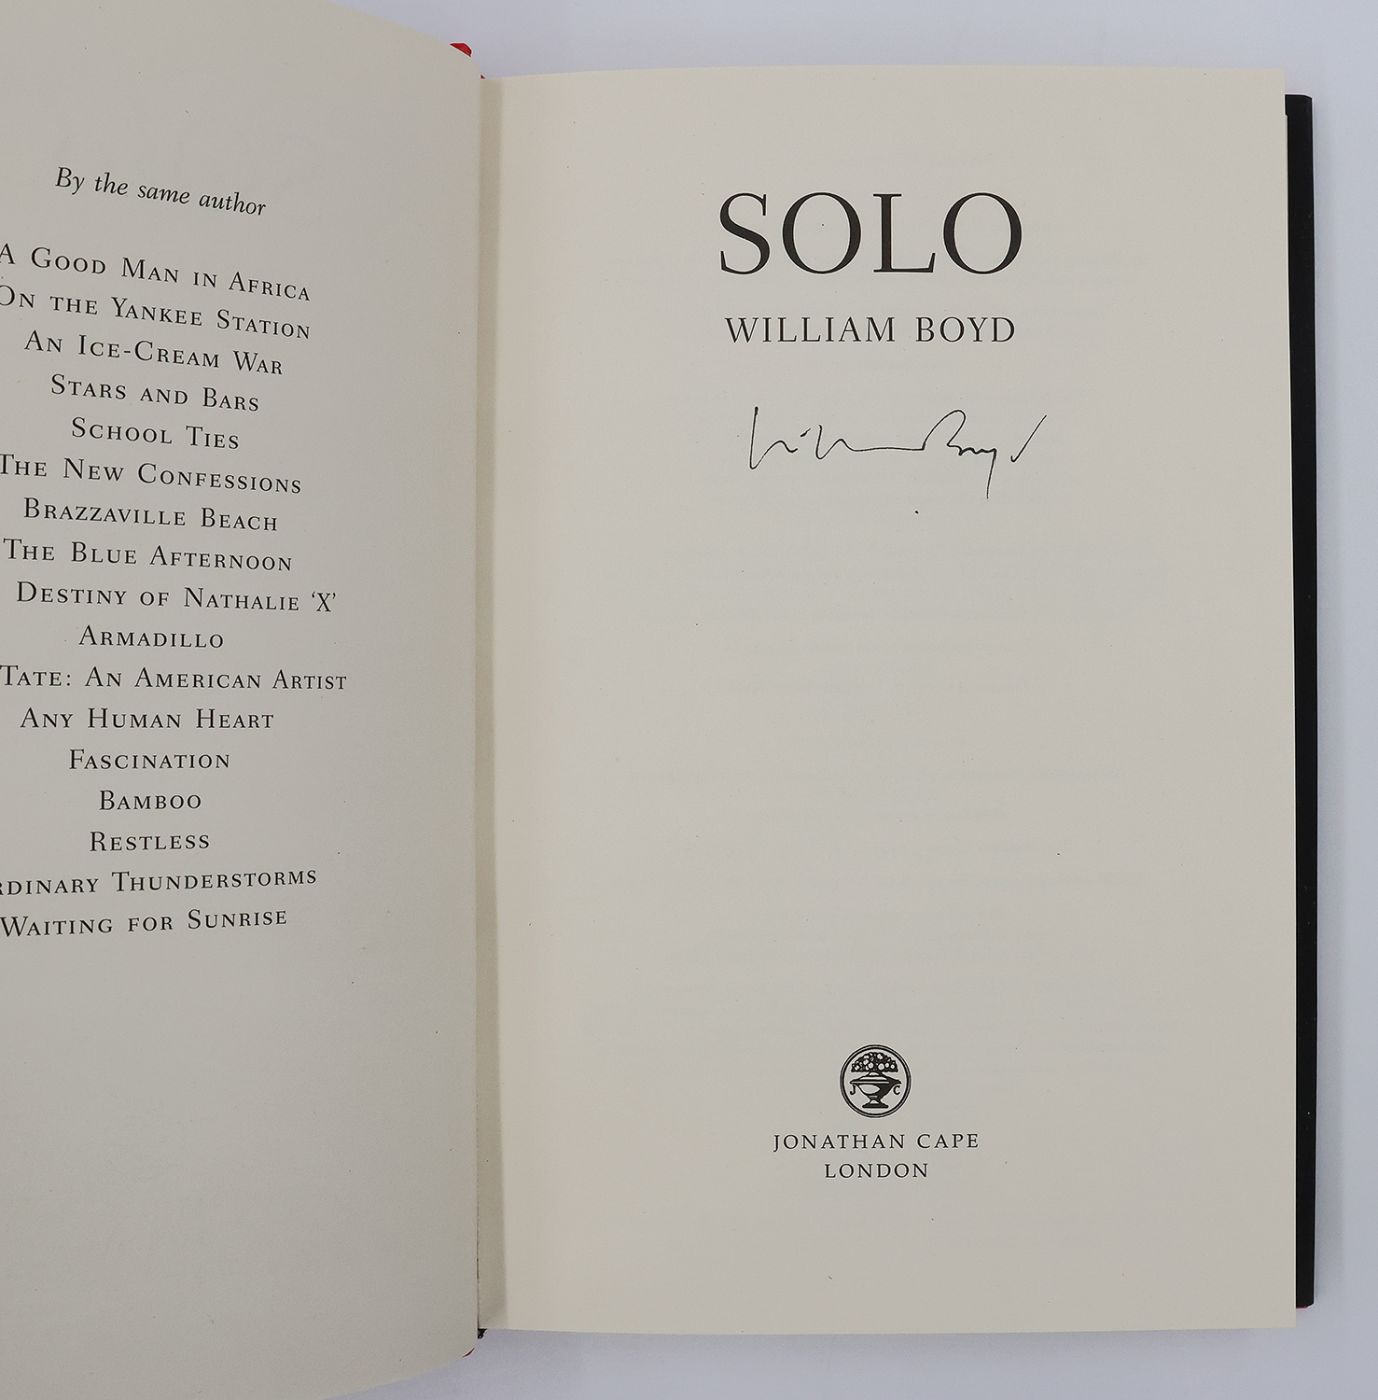 By the same author
A GOOD MAN IN AFRICA
ON THE YANKEE STATION
AN ICE-CREAM WAR
STARS AND BARS
SCHOOL TIES
THE NEW CONFESSIONS
BRAZZAVILLE BEACH
THE BLUE AFTERNOON
DESTINY OF NATHALIE ‘X’
ARMADILLO
TATE: AN AMERICAN ARTIST
ANY HUMAN HEART
FASCINATION
BAMBOO
RESTLESS
RDINARY THUNDERSTORMS
WAITING FOR SUNRISE
SOLO
WILLIAM BOYD
William Boyd
J C
JONATHAN CAPE
LONDON